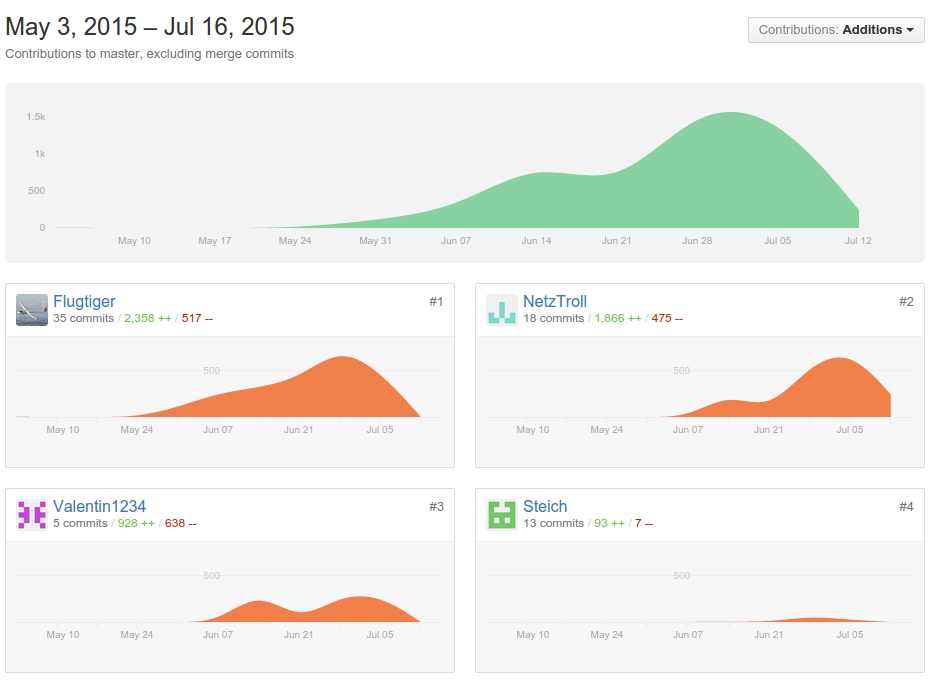 May 3, 2015 – Jul 16, 2015
Contributions: Additions
Contributions to master, excluding merge commits
1.5k
1k
500
0
May 10 May 17 May 24 May 31 Jun 07 Jun 14 Jun 21 Jun 28 Jul 05 Jul 12
Flugtiger #1
35 commits / 2,358 ++ / 517 --
500
May 10 May 24 Jun 07 Jun 21 Jul 05
NetzTroll #2
18 commits / 1,866 ++ / 475 --
500
May 10 May 24 Jun 07 Jun 21 Jul 05
Valentin1234 #3
5 commits / 928 ++ / 638 --
500
May 10 May 24 Jun 07 Jun 21 Jul 05
Steich #4
13 commits / 93 ++ / 7 --
500
May 10 May 24 Jun 07 Jun 21 Jul 05